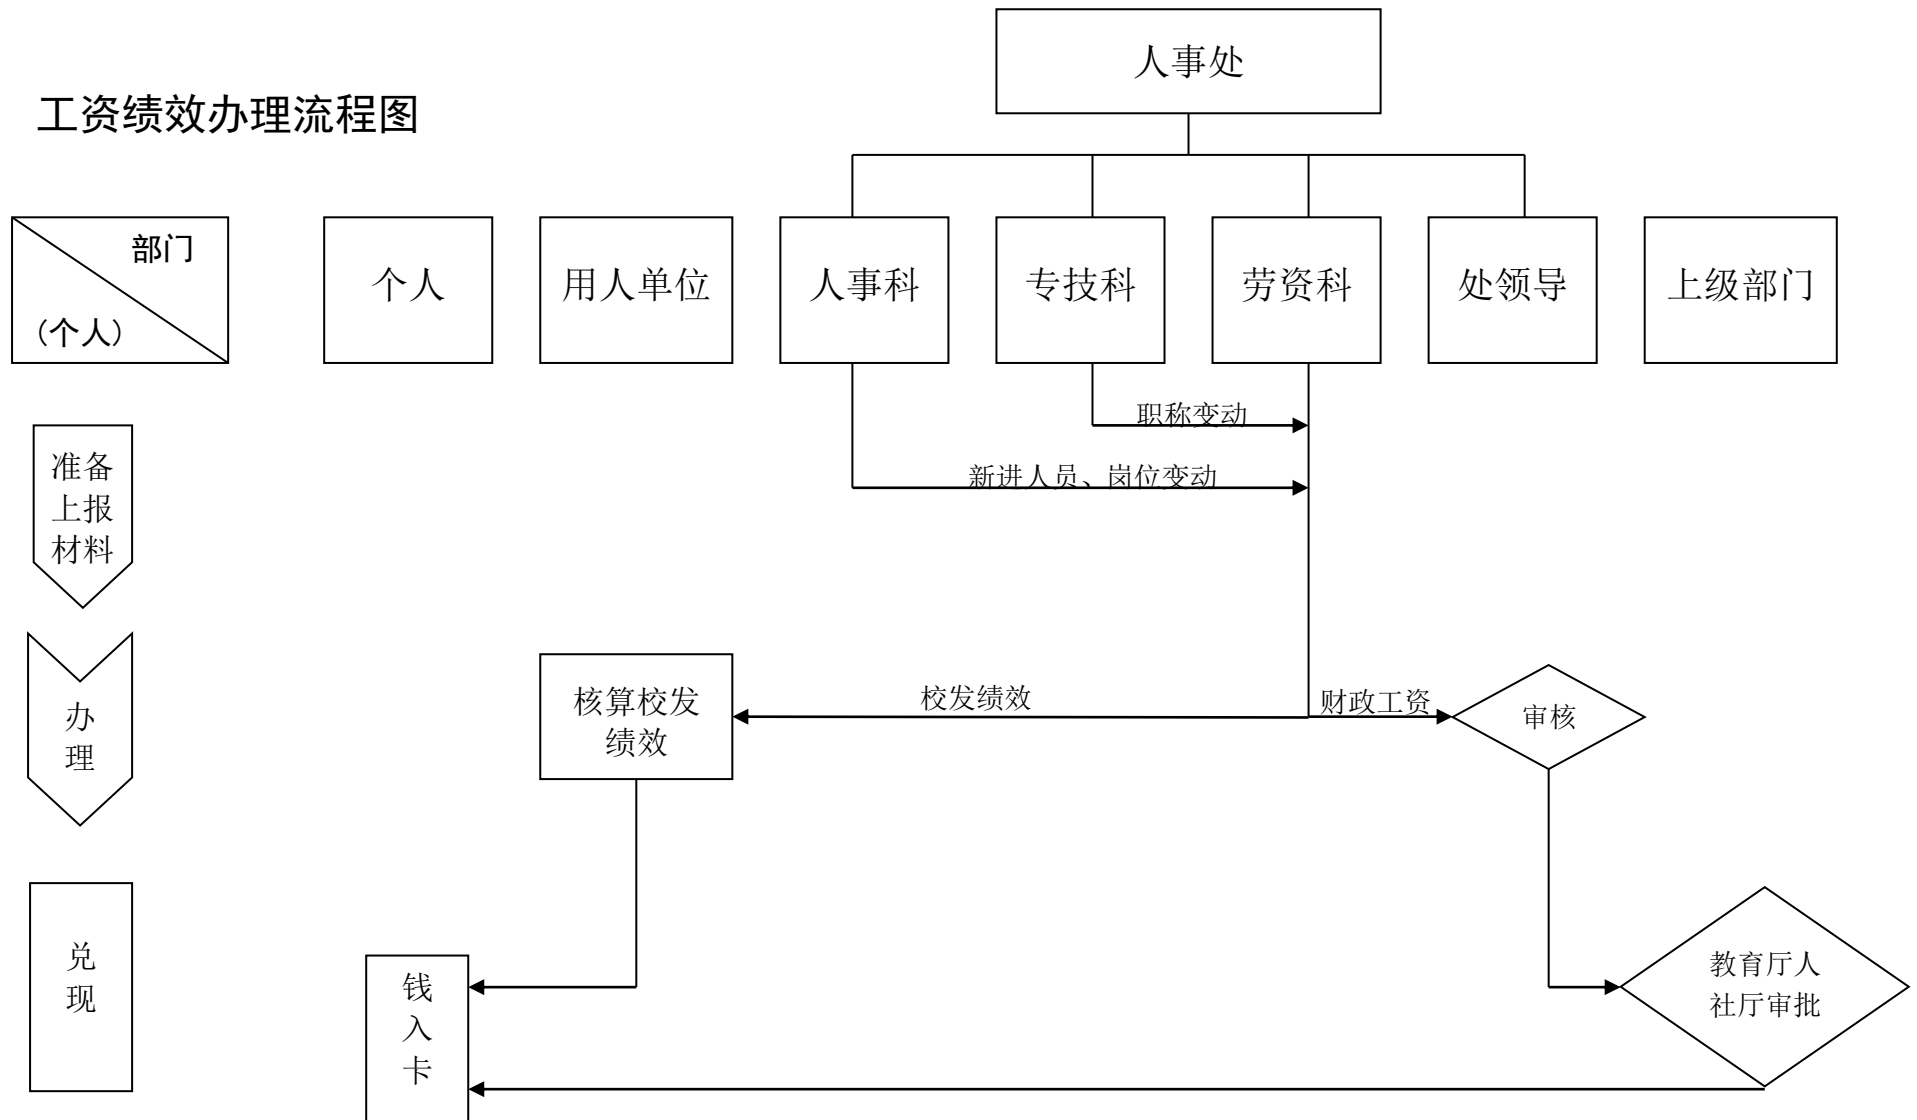 人事处
工资绩效办理流程图
部门
(个人)
个人
用人单位
人事科
专技科
劳资科
处领导
上级部门
职称变动
新进人员、岗位变动
准备
上报
材料
核算校发
绩效
校发绩效
财政工资
审核
办
理
兑
现
钱
入
卡
教育厅人
社厅审批